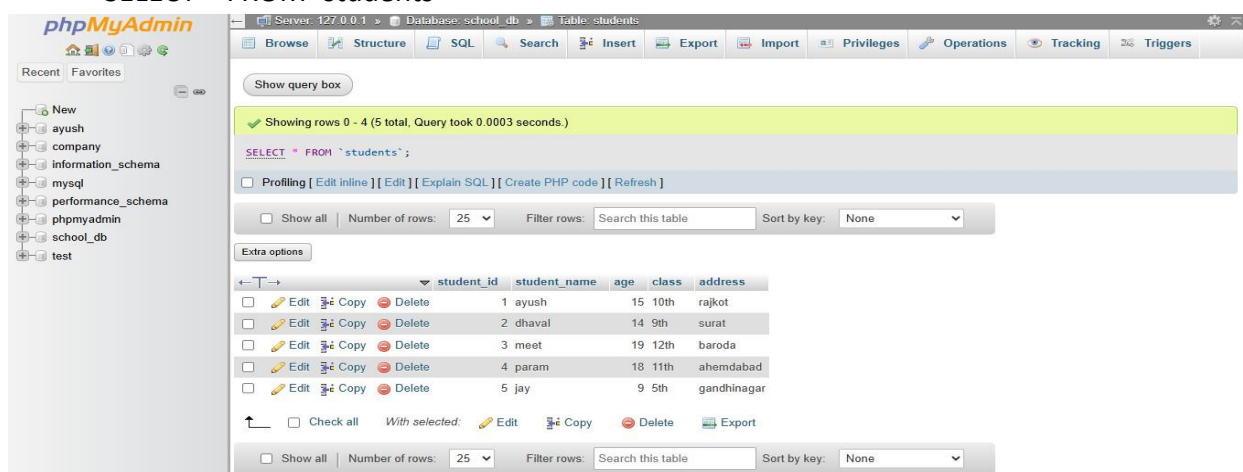 SELECT * FROM students
phpMyAdmin
Recent Favorites
New
ayush
company
information_schema
mysql
performance_schema
phpmyadmin
school_db
test
Server: 127.0.0.1 » Database: school_db » Table: students
Browse Structure SQL Search Insert Export Import Privileges Operations Tracking Triggers
Show query box
Showing rows 0 - 4 (5 total, Query took 0.0003 seconds.)
SELECT * FROM `students`;
Profiling [ Edit inline ] [ Edit ] [ Explain SQL ] [ Create PHP code ] [ Refresh ]
Show all | Number of rows: 25 Filter rows: Search this table Sort by key: None
Extra options
←T→ student_id student_name age class address
Edit Copy Delete 1 ayush 15 10th rajkot
Edit Copy Delete 2 dhaval 14 9th surat
Edit Copy Delete 3 meet 19 12th baroda
Edit Copy Delete 4 param 18 11th ahemdabad
Edit Copy Delete 5 jay 9 5th gandhinagar
Check all With selected: Edit Copy Delete Export
Show all | Number of rows: 25 Filter rows: Search this table Sort by key: None